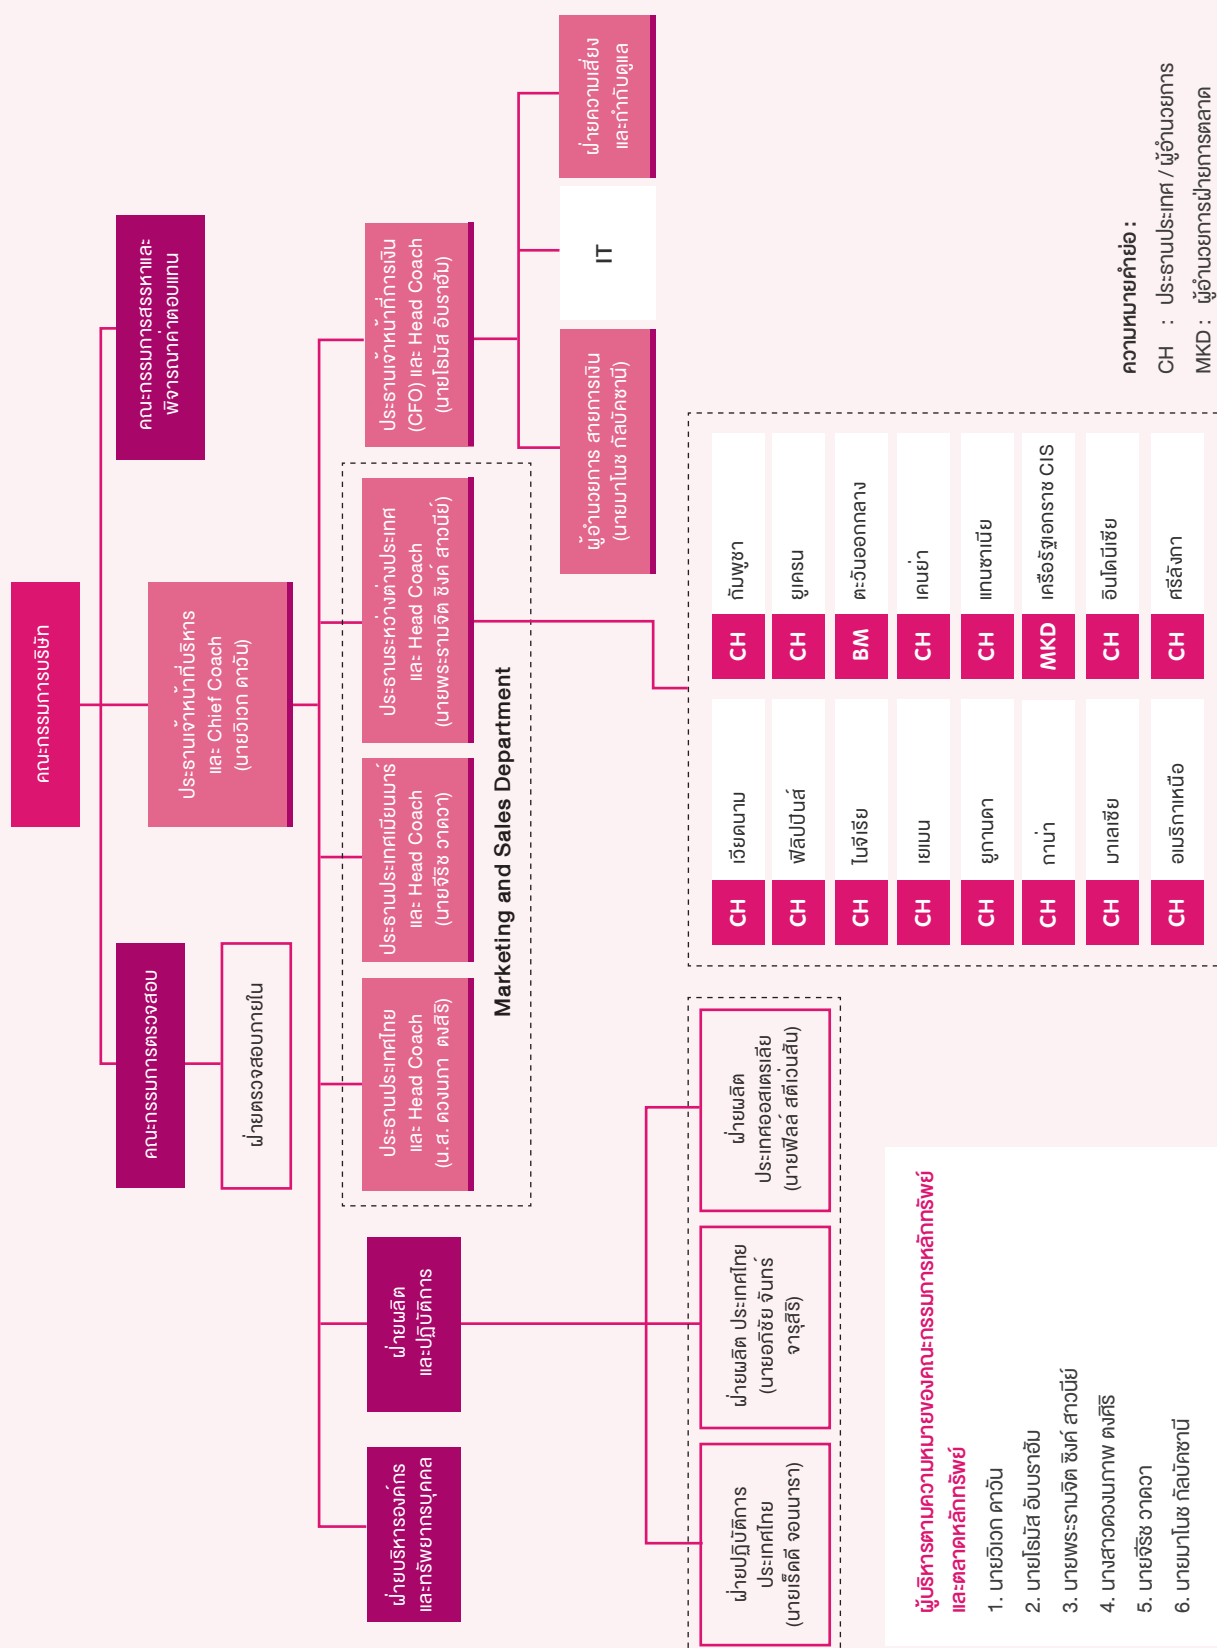 คณะกรรมการบริษัท
คณะกรรมการตรวจสอบ
คณะกรรมการสรรหาและ
พิจารณาค่าตอบแทน
ฝ่ายตรวจสอบภายใน
ประธานเจ้าหน้าที่บริหาร
และ Chief Coach
(นายวิเวก ดาวัน)
ฝ่ายบริหารองค์กร
และทรัพยากรบุคคล
ฝ่ายผลิต
และปฏิบัติการ
ประธานประเทศไทย
และ Head Coach
(น.ส. ดวงนภา ตงสิริ)
ประธานประเทศเมียนมาร์
และ Head Coach
(นายจีริช วาดวา)
ประธานระหว่างต่างประเทศ
และ Head Coach
(นายพระรามจิต ชิงค์ สาวนีย์)
ประธานเจ้าหน้าที่การเงิน
(CFO) และ Head Coach
(นายโธมัส อับราฮัม)
Marketing and Sales Department
ผู้อำนวยการ สายการเงิน
(นายมาโนช กัลบัคชานี)
IT
ฝ่ายความเสี่ยง
และกำกับดูแล
ฝ่ายปฏิบัติการ
ประเทศไทย
(นายเร็ดดี จอนนารา)
ฝ่ายผลิต ประเทศไทย
(นายอภิชัย จันทร์
จารุสิริ)
ฝ่ายผลิต
ประเทศออสเตรเลีย
(นายฟิลล์ สตีเว่นสัน)
CH เวียดนาม CH กัมพูชา
CH ฟิลิปปินส์ CH ยูเครน
CH ไนจีเรีย BM ตะวันออกกลาง
CH เยเมน CH เคนย่า
CH ยูกานดา CH แทนซาเนีย
CH กาน่า MKD เครือรัฐเอกราช CIS
CH มาเลเซีย CH อินโดนีเซีย
CH อเมริกาเหนือ CH ศรีลังกา
ผู้บริหารตามความหมายของคณะกรรมการหลักทรัพย์
และตลาดหลักทรัพย์
1. นายวิเวก ดาวัน
2. นายโธมัส อับบราฮัม
3. นายพระรามจิต ชิงค์ สาวนีย์
4. นางสาวดวงนภาพ ตงศิริ
5. นายจีริช วาดวา
6. นายมาโนช กัลบัคชานี
ความหมายคำย่อ :
CH : ประธานประเทศ / ผู้อำนวยการ
MKD : ผู้อำนวยการฝ่ายการตลาด